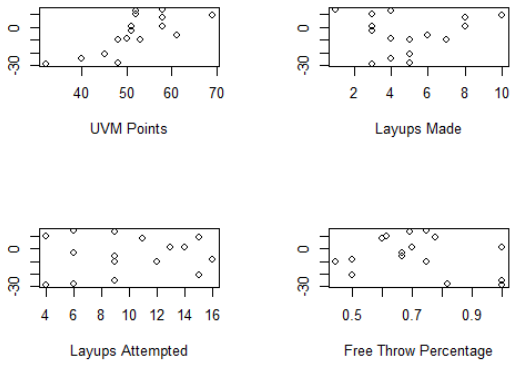 0
-30
40 50 60 70
UVM Points
0
-30
2 4 6 8 10
Layups Made
0
-30
4 6 8 10 12 14 16
Layups Attempted
0
-30
0.5 0.7 0.9
Free Throw Percentage